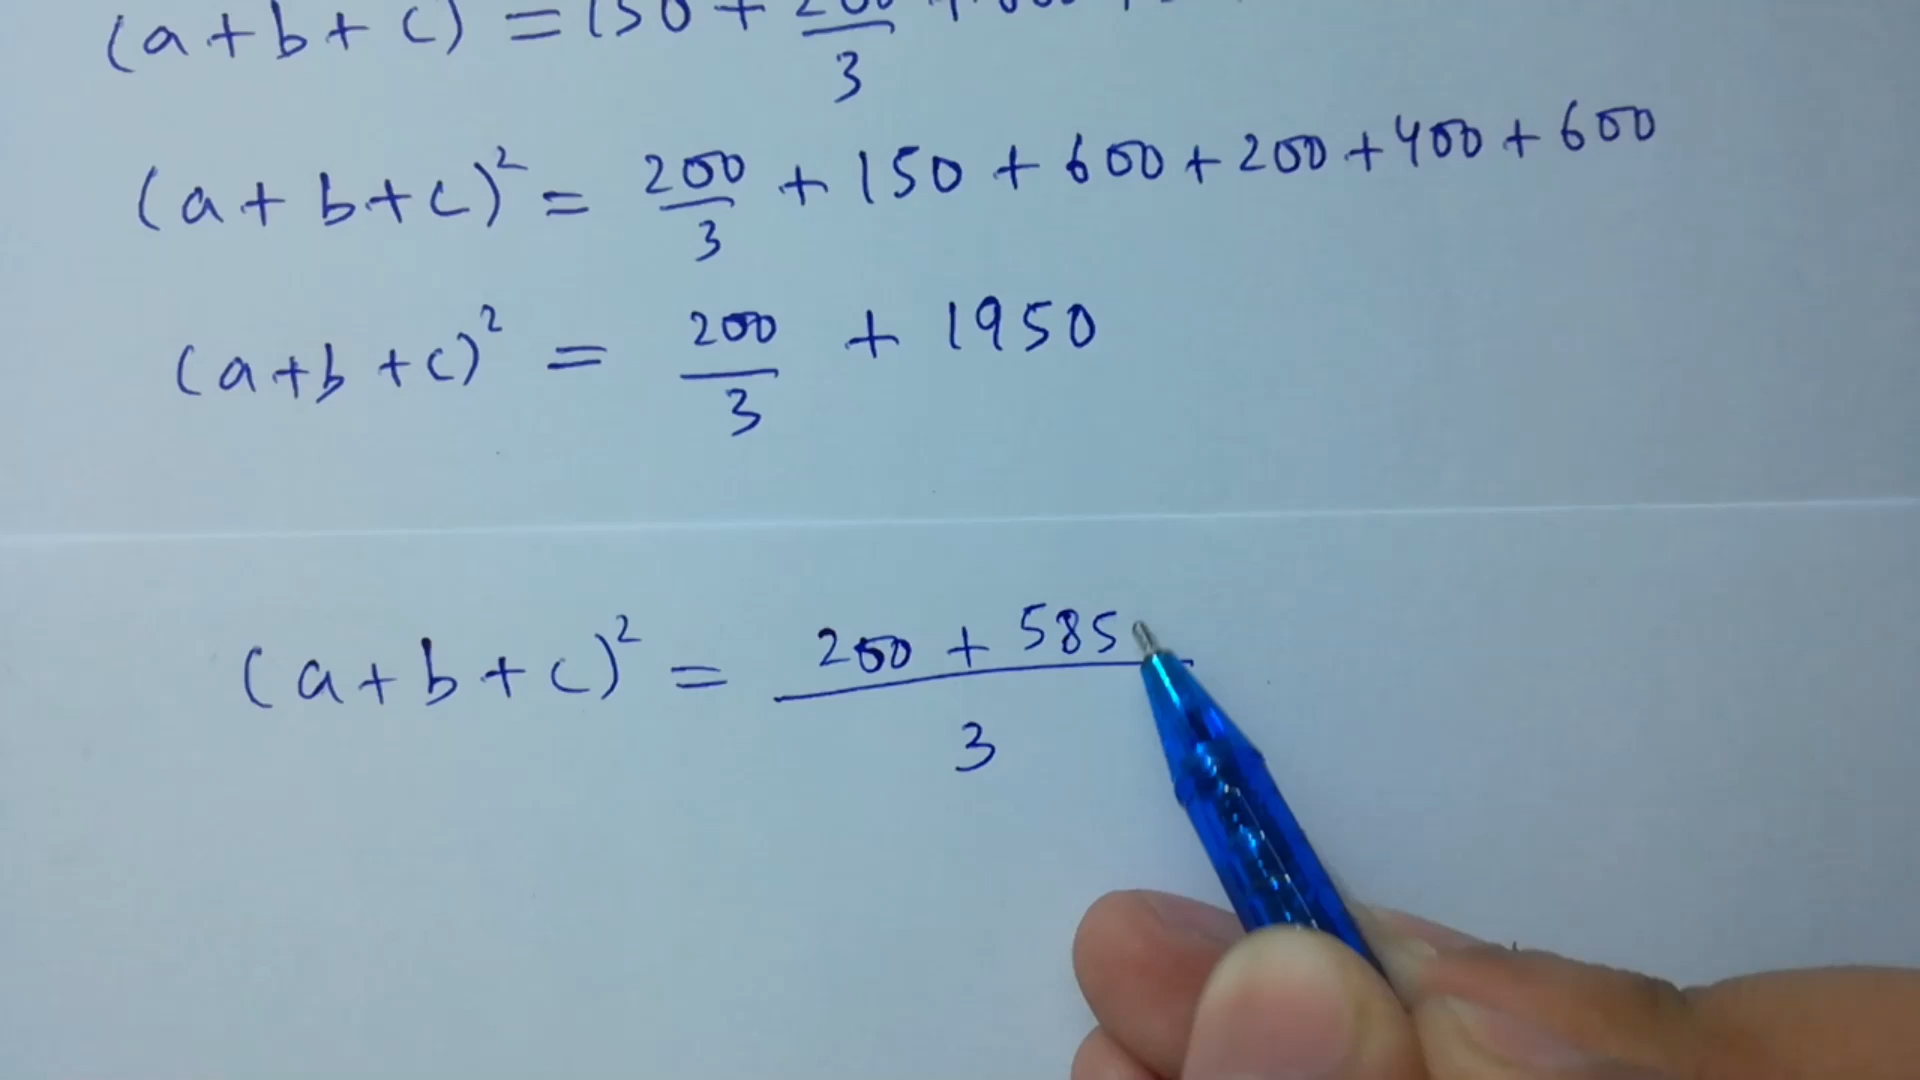 (a+b+c) = 150 + 200/3
(a+b+c)² = 200/3 + 150 + 600 + 200 + 400 + 600
(a+b+c)² = 200/3 + 1950
(a+b+c)² = (200 + 585)/3